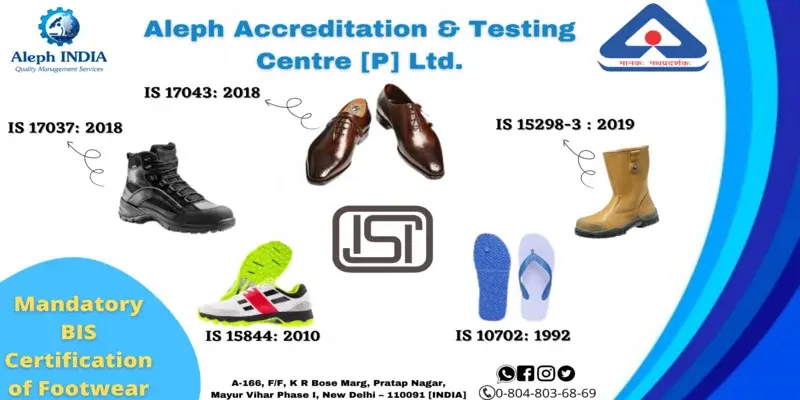 Aleph INDIA
Quality Management Services
Aleph Accreditation & Testing
Centre [P] Ltd.
मानकः पथप्रदर्शकः
IS 17043: 2018
IS 17037: 2018
IS 15298-3 : 2019
ISI
IS 15844: 2010
IS 10702: 1992
Mandatory
BIS
Certification
of Footwear
A-166, F/F, K R Bose Marg, Pratap Nagar,
Mayur Vihar Phase I, New Delhi – 110091 [INDIA]
0-804-803-68-69